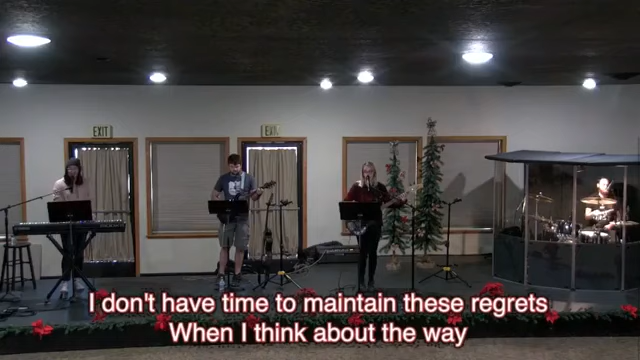 EXIT
EXIT
I don't have time to maintain these regrets
When I think about the way